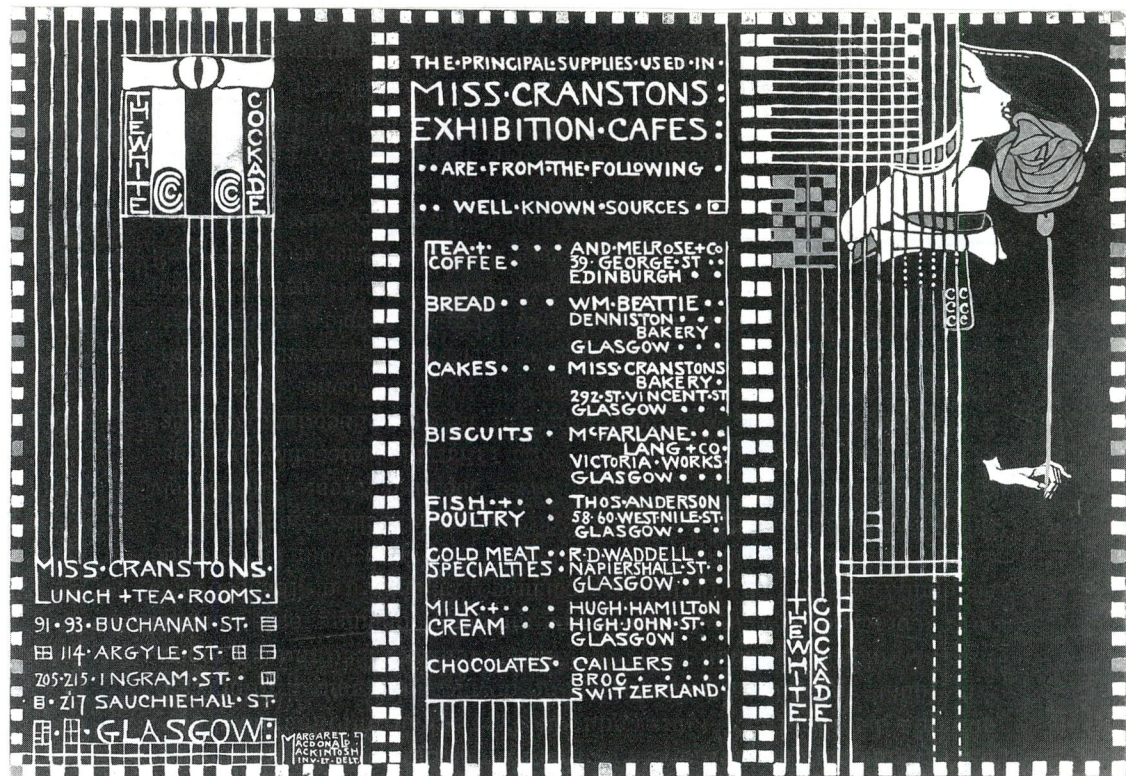 THE WHITE
COCKADE
C C
MISS·CRANSTONS·
LUNCH + TEA·ROOMS·
91·93·BUCHANAN·ST·
114·ARGYLE·ST·
205·215·INGRAM·ST··
217 SAUCHIEHALL·ST·
GLASGOW:
MARGARET
MACDONALD
MACKINTOSH
INV·ET·DELT·
THE·PRINCIPAL·SUPPLIES·USED·IN·
MISS·CRANSTONS:
EXHIBITION·CAFES:
··ARE·FROM·THE·FOLLOWING·
··WELL·KNOWN·SOURCES·
TEA·+····AND·MELROSE+Co
COFFEE·39·GEORGE·ST··
EDINBURGH··
BREAD···WM·BEATTIE··
DENNISTON···
BAKERY
GLASGOW···
CAKES···MISS·CRANSTONS
BAKERY·
292·ST·VINCENT·ST
GLASGOW···
BISCUITS·McFARLANE···
LANG+CO·
VICTORIA·WORKS·
GLASGOW···
FISH·+··THOS·ANDERSON
POULTRY·58·60·WEST·NILE·ST·
GLASGOW···
COLD MEAT··R·D·WADDELL··
SPECIALTIES·NAPIERSHALL·ST·
GLASGOW···
MILK·+··HUGH·HAMILTON
CREAM··HIGH·JOHN·ST··
GLASGOW···
CHOCOLATES·CAILLERS···
BROC·····
SWITZERLAND·
C C
C C
C C
THE WHITE
COCKADE